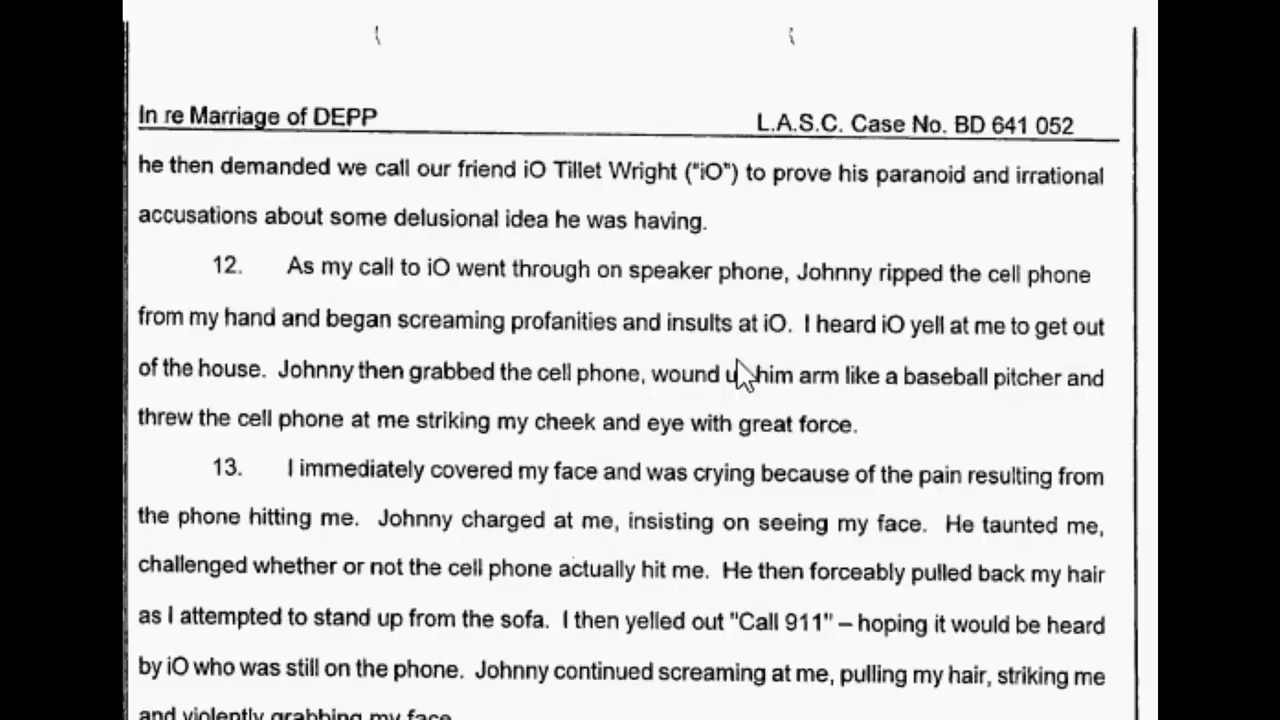 In re Marriage of DEPP
L.A.S.C. Case No. BD 641 052
he then demanded we call our friend iO Tillet Wright ("iO") to prove his paranoid and irrational
accusations about some delusional idea he was having.
12. As my call to iO went through on speaker phone, Johnny ripped the cell phone
from my hand and began screaming profanities and insults at iO. I heard iO yell at me to get out
of the house. Johnny then grabbed the cell phone, wound him arm like a baseball pitcher and
threw the cell phone at me striking my cheek and eye with great force.
13. I immediately covered my face and was crying because of the pain resulting from
the phone hitting me. Johnny charged at me, insisting on seeing my face. He taunted me,
challenged whether or not the cell phone actually hit me. He then forceably pulled back my hair
as I attempted to stand up from the sofa. I then yelled out "Call 911" – hoping it would be heard
by iO who was still on the phone. Johnny continued screaming at me, pulling my hair, striking me
and violently grabbing my face